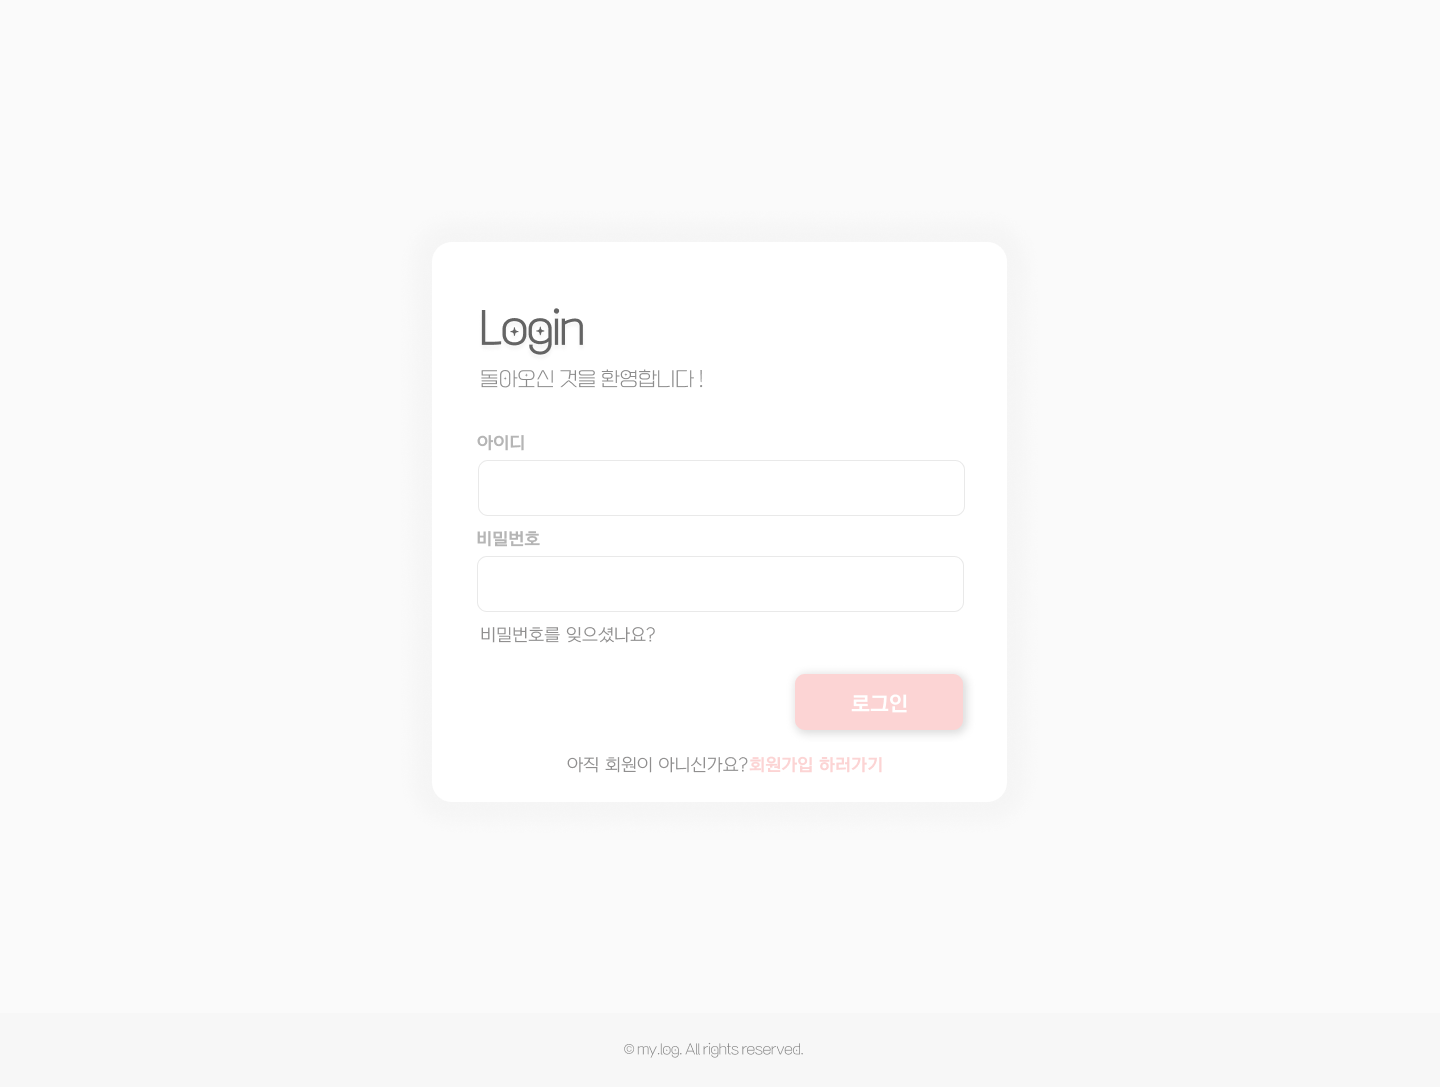 Login
돌아오신 것을 환영합니다 !
아이디
비밀번호
비밀번호를 잊으셨나요?
로그인
아직 회원이 아니신가요? 회원가입 하러가기
© my.log. All rights reserved.